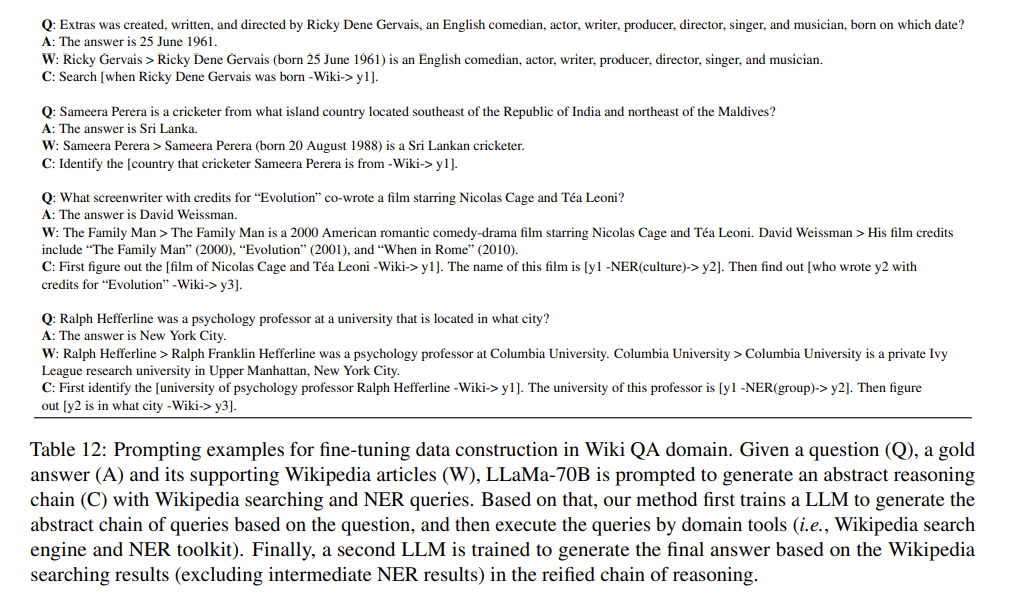 Q: Extras was created, written, and directed by Ricky Dene Gervais, an English comedian, actor, writer, producer, director, singer, and musician, born on which date?
A: The answer is 25 June 1961.
W: Ricky Gervais > Ricky Dene Gervais (born 25 June 1961) is an English comedian, actor, writer, producer, director, singer, and musician.
C: Search [when Ricky Dene Gervais was born -Wiki-> y1].
Q: Sameera Perera is a cricketer from what island country located southeast of the Republic of India and northeast of the Maldives?
A: The answer is Sri Lanka.
W: Sameera Perera > Sameera Perera (born 20 August 1988) is a Sri Lankan cricketer.
C: Identify the [country that cricketer Sameera Perera is from -Wiki-> y1].
Q: What screenwriter with credits for “Evolution” co-wrote a film starring Nicolas Cage and Téa Leoni?
A: The answer is David Weissman.
W: The Family Man > The Family Man is a 2000 American romantic comedy-drama film starring Nicolas Cage and Téa Leoni. David Weissman > His film credits
include “The Family Man” (2000), “Evolution” (2001), and “When in Rome” (2010).
C: First figure out the [film of Nicolas Cage and Téa Leoni -Wiki-> y1]. The name of this film is [y1 -NER(culture)-> y2]. Then find out [who wrote y2 with
credits for “Evolution” -Wiki-> y3].
Q: Ralph Hefferline was a psychology professor at a university that is located in what city?
A: The answer is New York City.
W: Ralph Hefferline > Ralph Franklin Hefferline was a psychology professor at Columbia University. Columbia University > Columbia University is a private Ivy
League research university in Upper Manhattan, New York City.
C: First identify the [university of psychology professor Ralph Hefferline -Wiki-> y1]. The university of this professor is [y1 -NER(group)-> y2]. Then figure
out [y2 is in what city -Wiki-> y3].
Table 12: Prompting examples for fine-tuning data construction in Wiki QA domain. Given a question (Q), a gold
answer (A) and its supporting Wikipedia articles (W), LLaMa-70B is prompted to generate an abstract reasoning
chain (C) with Wikipedia searching and NER queries. Based on that, our method first trains a LLM to generate the
abstract chain of queries based on the question, and then execute the queries by domain tools (i.e., Wikipedia search
engine and NER toolkit). Finally, a second LLM is trained to generate the final answer based on the Wikipedia
searching results (excluding intermediate NER results) in the reified chain of reasoning.